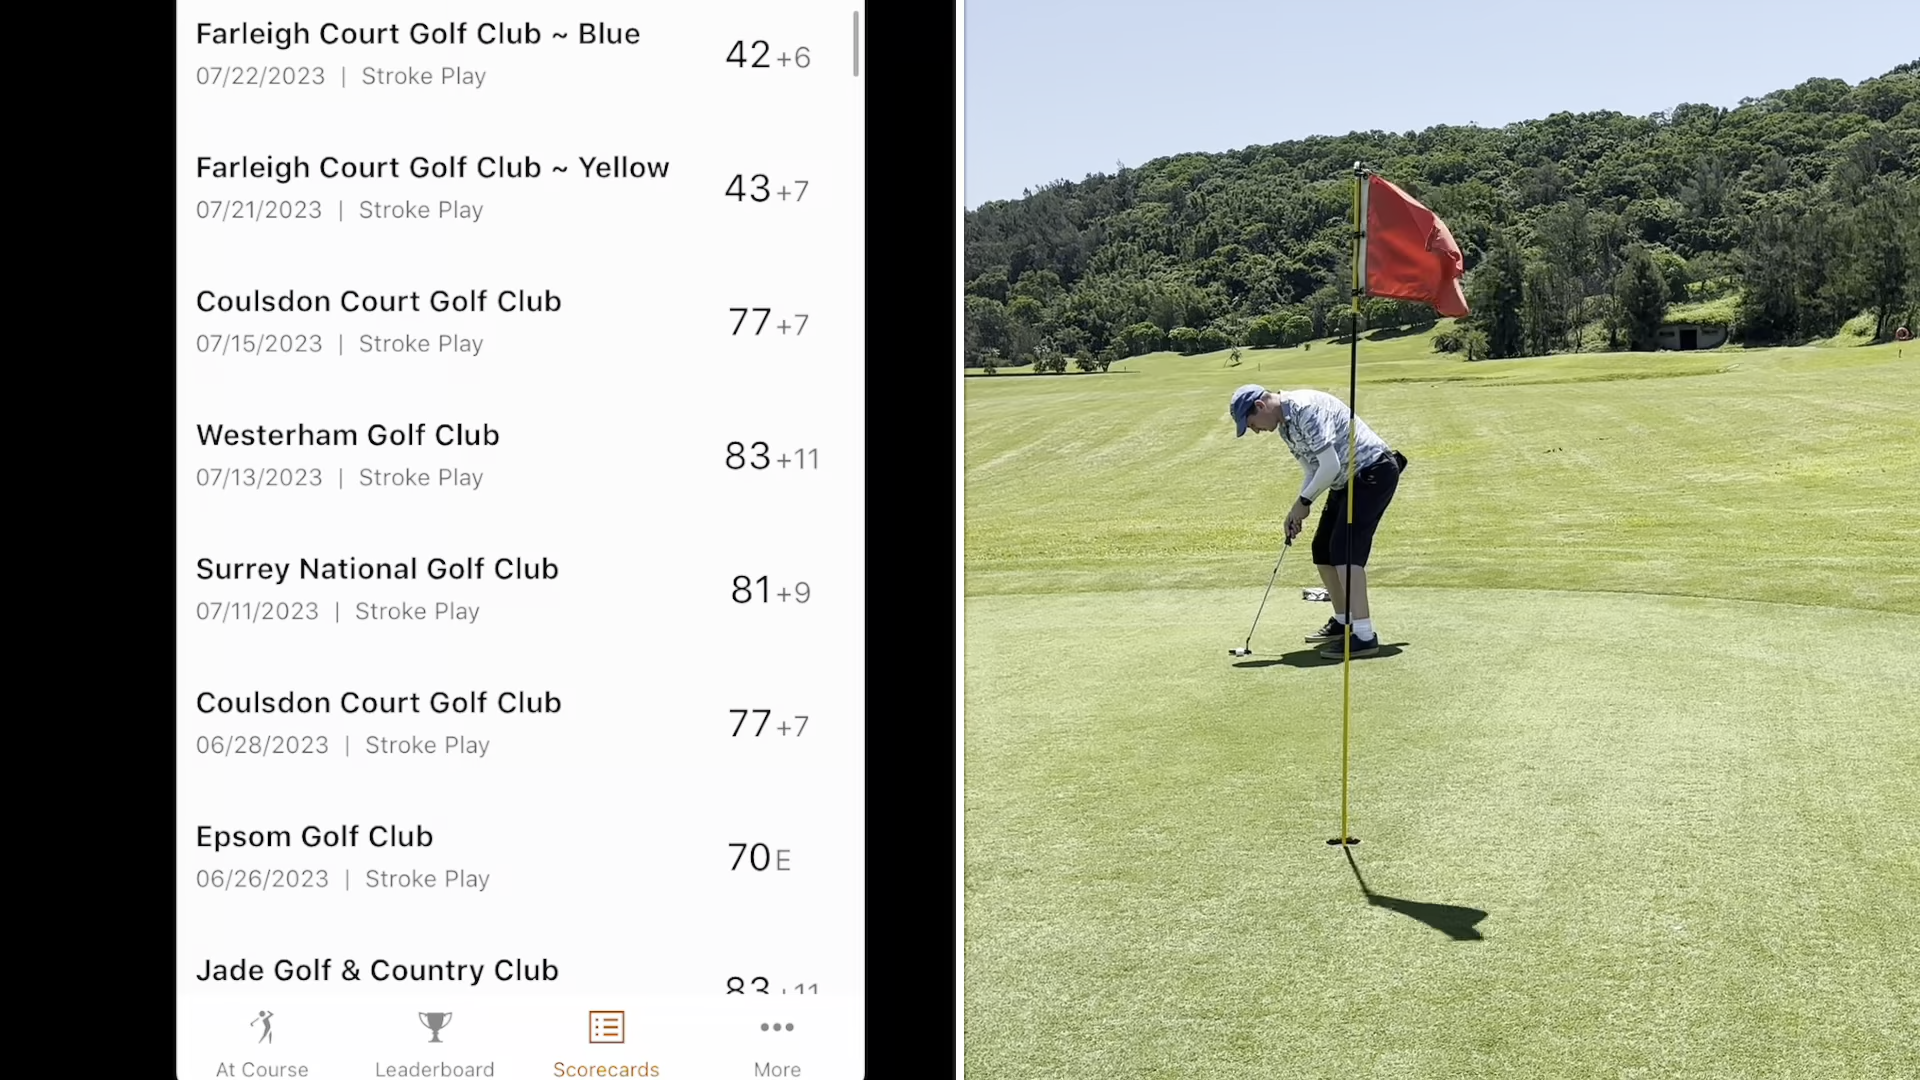 Farleigh Court Golf Club ~ Blue
42 +6
07/22/2023 | Stroke Play
Farleigh Court Golf Club ~ Yellow
43 +7
07/21/2023 | Stroke Play
Coulsdon Court Golf Club
77 +7
07/15/2023 | Stroke Play
Westerham Golf Club
83 +11
07/13/2023 | Stroke Play
Surrey National Golf Club
81 +9
07/11/2023 | Stroke Play
Coulsdon Court Golf Club
77 +7
06/28/2023 | Stroke Play
Epsom Golf Club
70 E
06/26/2023 | Stroke Play
Jade Golf & Country Club
83 +11
At Course Leaderboard Scorecards More